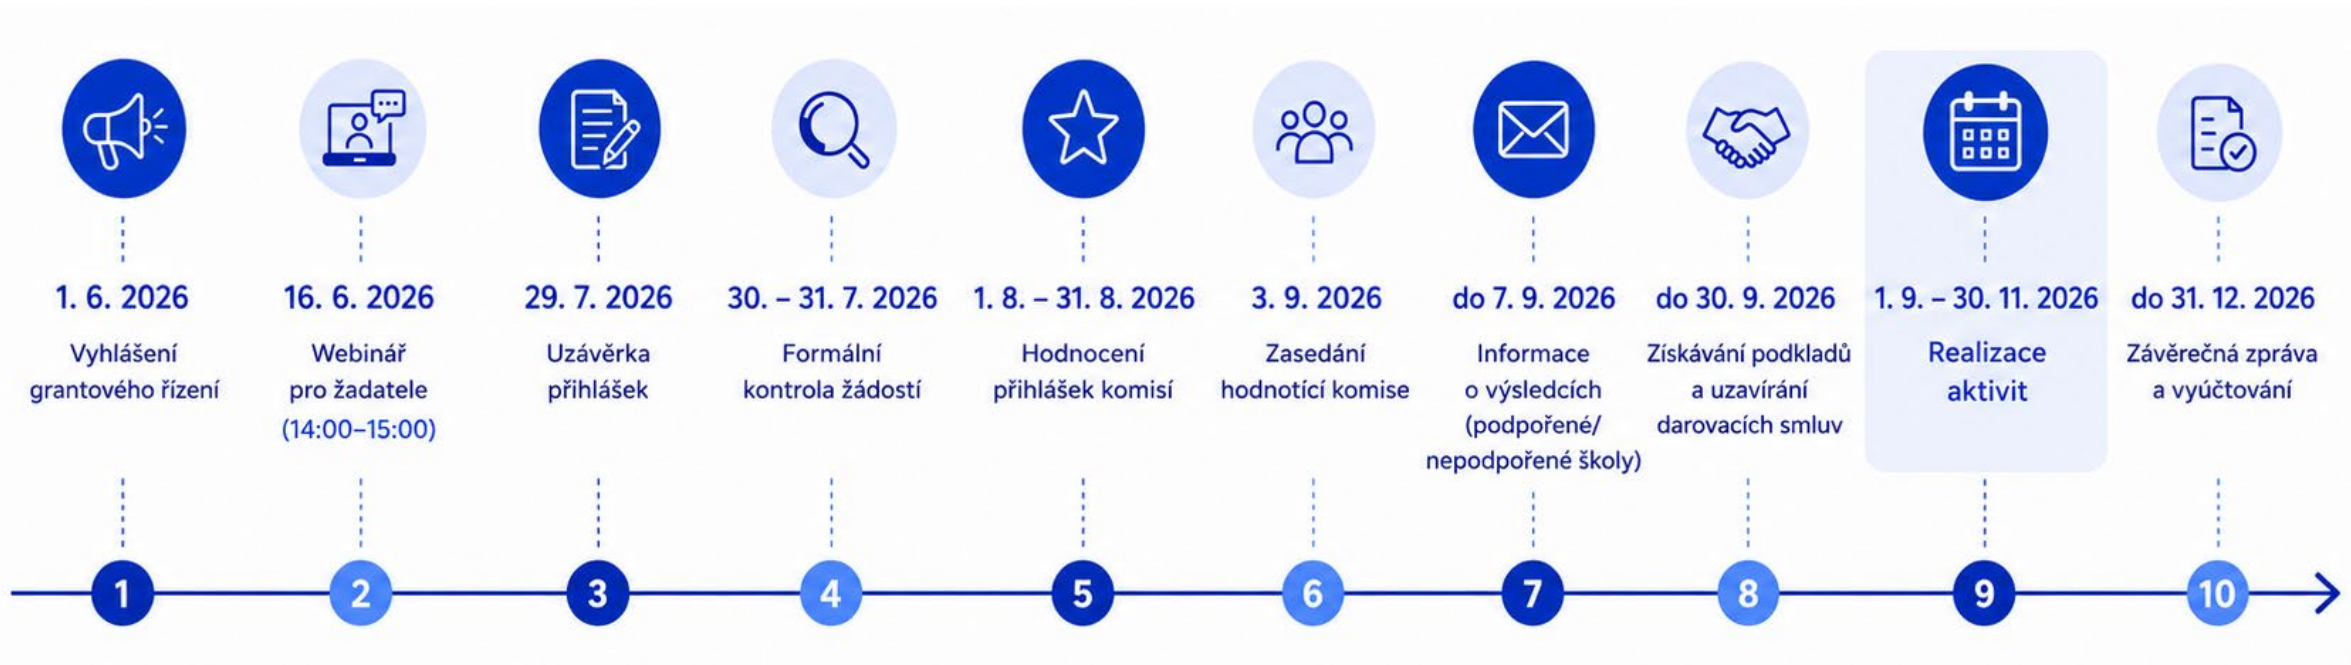 1. 6. 2026
Vyhlášení
grantového řízení
1
16. 6. 2026
Webinář
pro žadatele
(14:00–15:00)
2
29. 7. 2026
Uzávěrka
přihlášek
3
30. – 31. 7. 2026
Formální
kontrola žádostí
4
1. 8. – 31. 8. 2026
Hodnocení
přihlášek komisí
5
3. 9. 2026
Zasedání
hodnotící komise
6
do 7. 9. 2026
Informace
o výsledcích
(podpořené/
nepodpořené školy)
7
do 30. 9. 2026
Získávání podkladů
a uzavírání
darovacích smluv
8
1. 9. – 30. 11. 2026
Realizace
aktivit
9
do 31. 12. 2026
Závěrečná zpráva
a vyúčtování
10